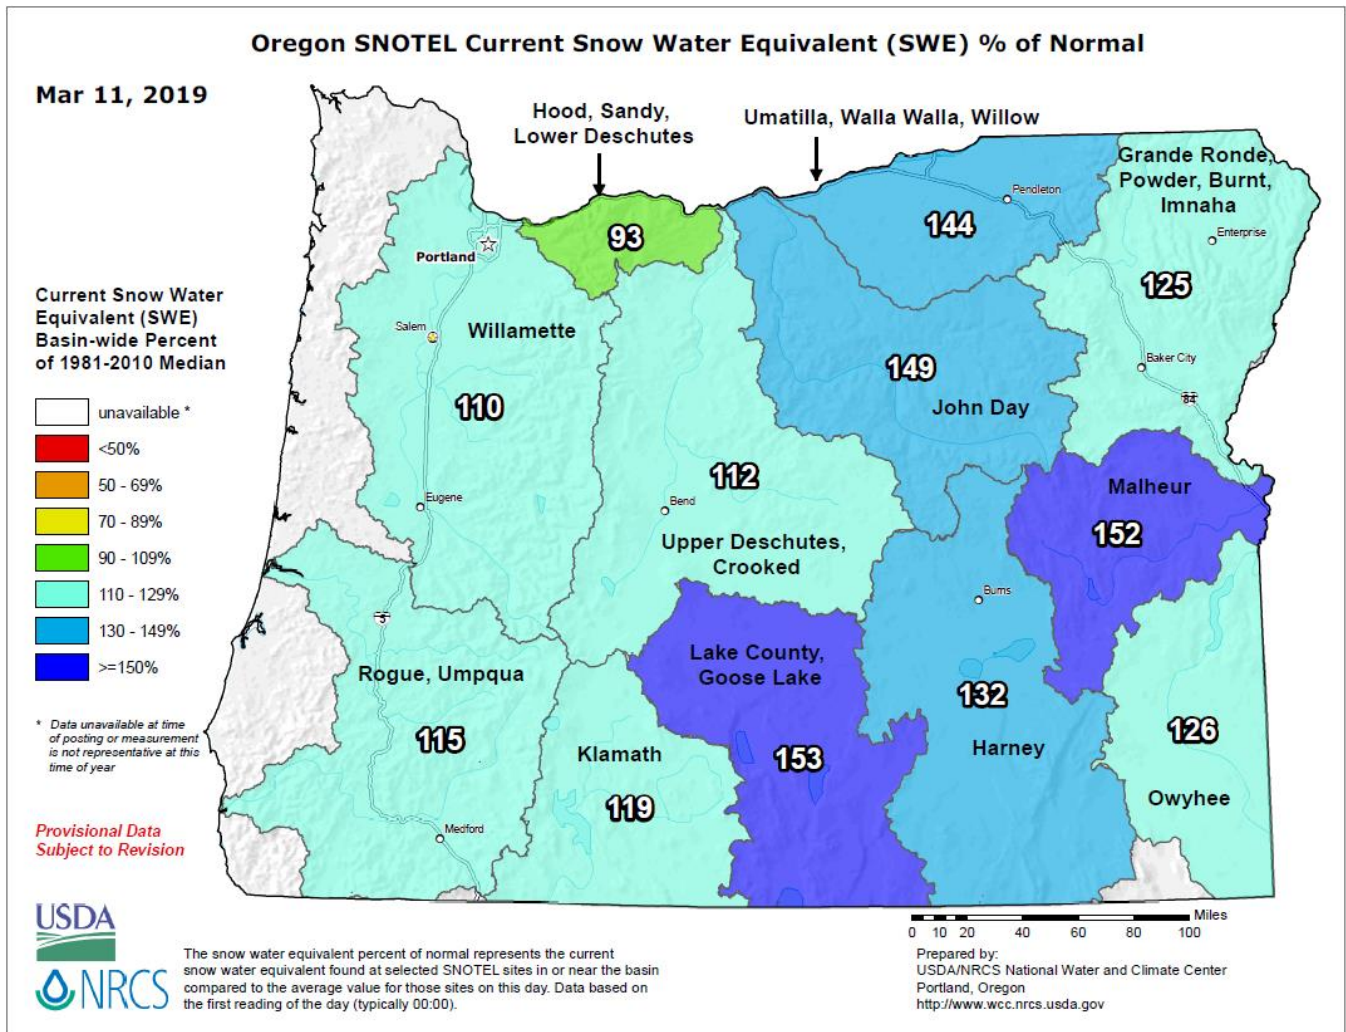 Oregon SNOTEL Current Snow Water Equivalent (SWE) % of Normal
Mar 11, 2019
Hood, Sandy,
Lower Deschutes
Umatilla, Walla Walla, Willow
Grande Ronde,
Powder, Burnt,
Imnaha
Pendleton
Enterprise
144
93
Portland
125
Current Snow Water
Equivalent (SWE)
Basin-wide Percent
of 1981-2010 Median
Salem
Willamette
149
Baker City
John Day
84
110
unavailable *
<50%
50 - 69%
70 - 89%
90 - 109%
110 - 129%
130 - 149%
>=150%
112
Bend
Eugene
Upper Deschutes,
Crooked
Malheur
152
Burns
5
Rogue, Umpqua
115
Lake County,
Goose Lake
153
132
Harney
Klamath
119
126
Owyhee
Medford
* Data unavailable at time
of posting or measurement
is not representative at this
time of year
Provisional Data
Subject to Revision
USDA
NRCS
The snow water equivalent percent of normal represents the current
snow water equivalent found at selected SNOTEL sites in or near the basin
compared to the average value for those sites on this day. Data based on
the first reading of the day (typically 00:00).
Miles
0 10 20 40 60 80 100
Prepared by:
USDA/NRCS National Water and Climate Center
Portland, Oregon
http://www.wcc.nrcs.usda.gov